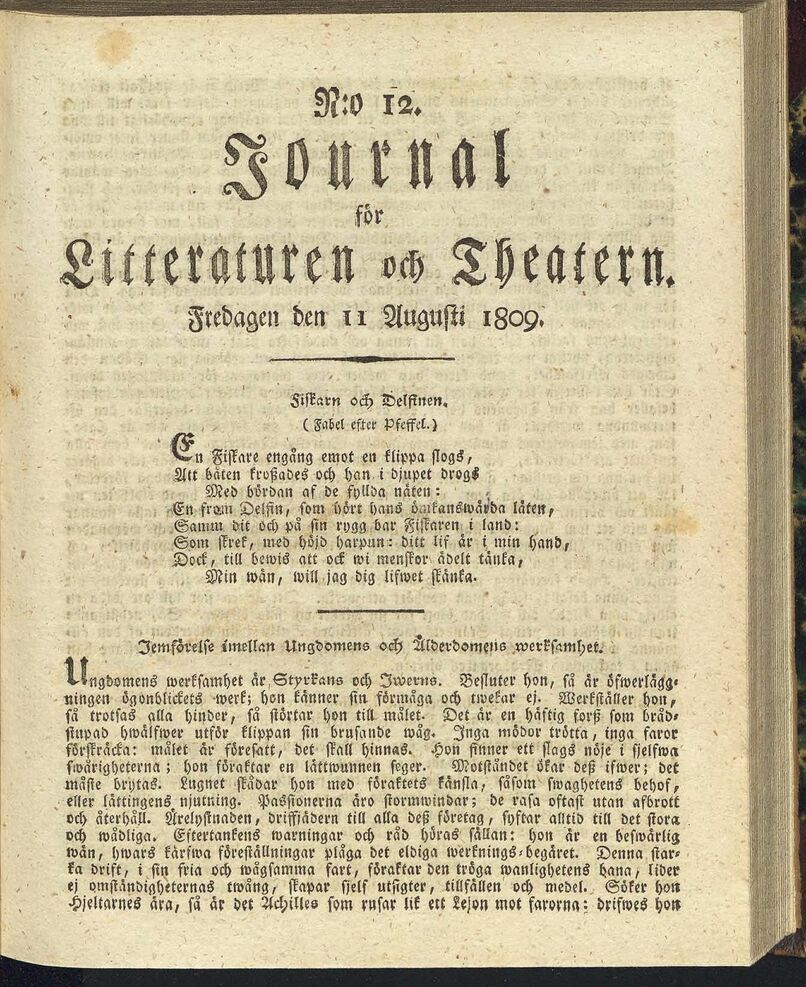 N:o 12.
Journal
för
Litteraturen och Theatern.
Fredagen den 11 Augusti 1809.
Fiskarn och Delfinen.
(Fabel efter Pfeffel.)
En Fiskare engång emot en klippa slogs,
Att båten kroßades och han i djupet drogs
Med bördan af de fyllda näten:
En from Delfin, som hört hans ömkanswärda läten,
Samm dit och på sin rygg bar Fiskaren i land:
Som skrek, med höjd harpun: ditt lif är i min hand,
Dock, till bewis att ock wi menskor ädelt tänka,
Min wän, will jag dig lifwet skänka.
Jemförelse imellan Ungdomens och Ålderdomens werksamhet.
Ungdomens werksamhet är Styrkans och Iwerns. Besluter hon, så är öfwerlägg-
ningen ögonblickets werk; hon känner sin förmåga och twekar ej. Werkställer hon,
så trotsas alla hinder, så störtar hon till målet. Det är en häftig forß som bråd-
stupad hwälfwer utför klippan sin brusande wåg. Inga mödor trötta, inga faror
förskräcka: målet är föresatt, det skall hinnas. Hon finner ett slags nöje i sjelfwa
swårigheterna; hon föraktar en lättwunnen seger. Motståndet ökar deß ifwer; det
måste brytas. Lugnet skådar hon med föraktets känsla, såsom swaghetens behof,
eller lättingens njutning. Passionerna äro stormwindar; de rasa oftast utan afbrott
och återhåll. Ärelystnaden, driffjädern till alla deß företag, syftar alltid till det stora
och wådliga. Eftertankens warningar och råd höras sällan: hon är en beswärlig
wän, hwars kärfwa föreställningar plåga det eldiga werknings-begäret. Denna star-
ka drift, i sin fria och wågsamma fart, föraktar den tröga wanlighetens bana, lider
ej omständigheternas twång, skapar sjelf utsigter, tillfällen och medel. Söker hon
Hjeltarnes ära, så är det Achilles som rusar lik ett Lejon mot farorna: drifwes hon